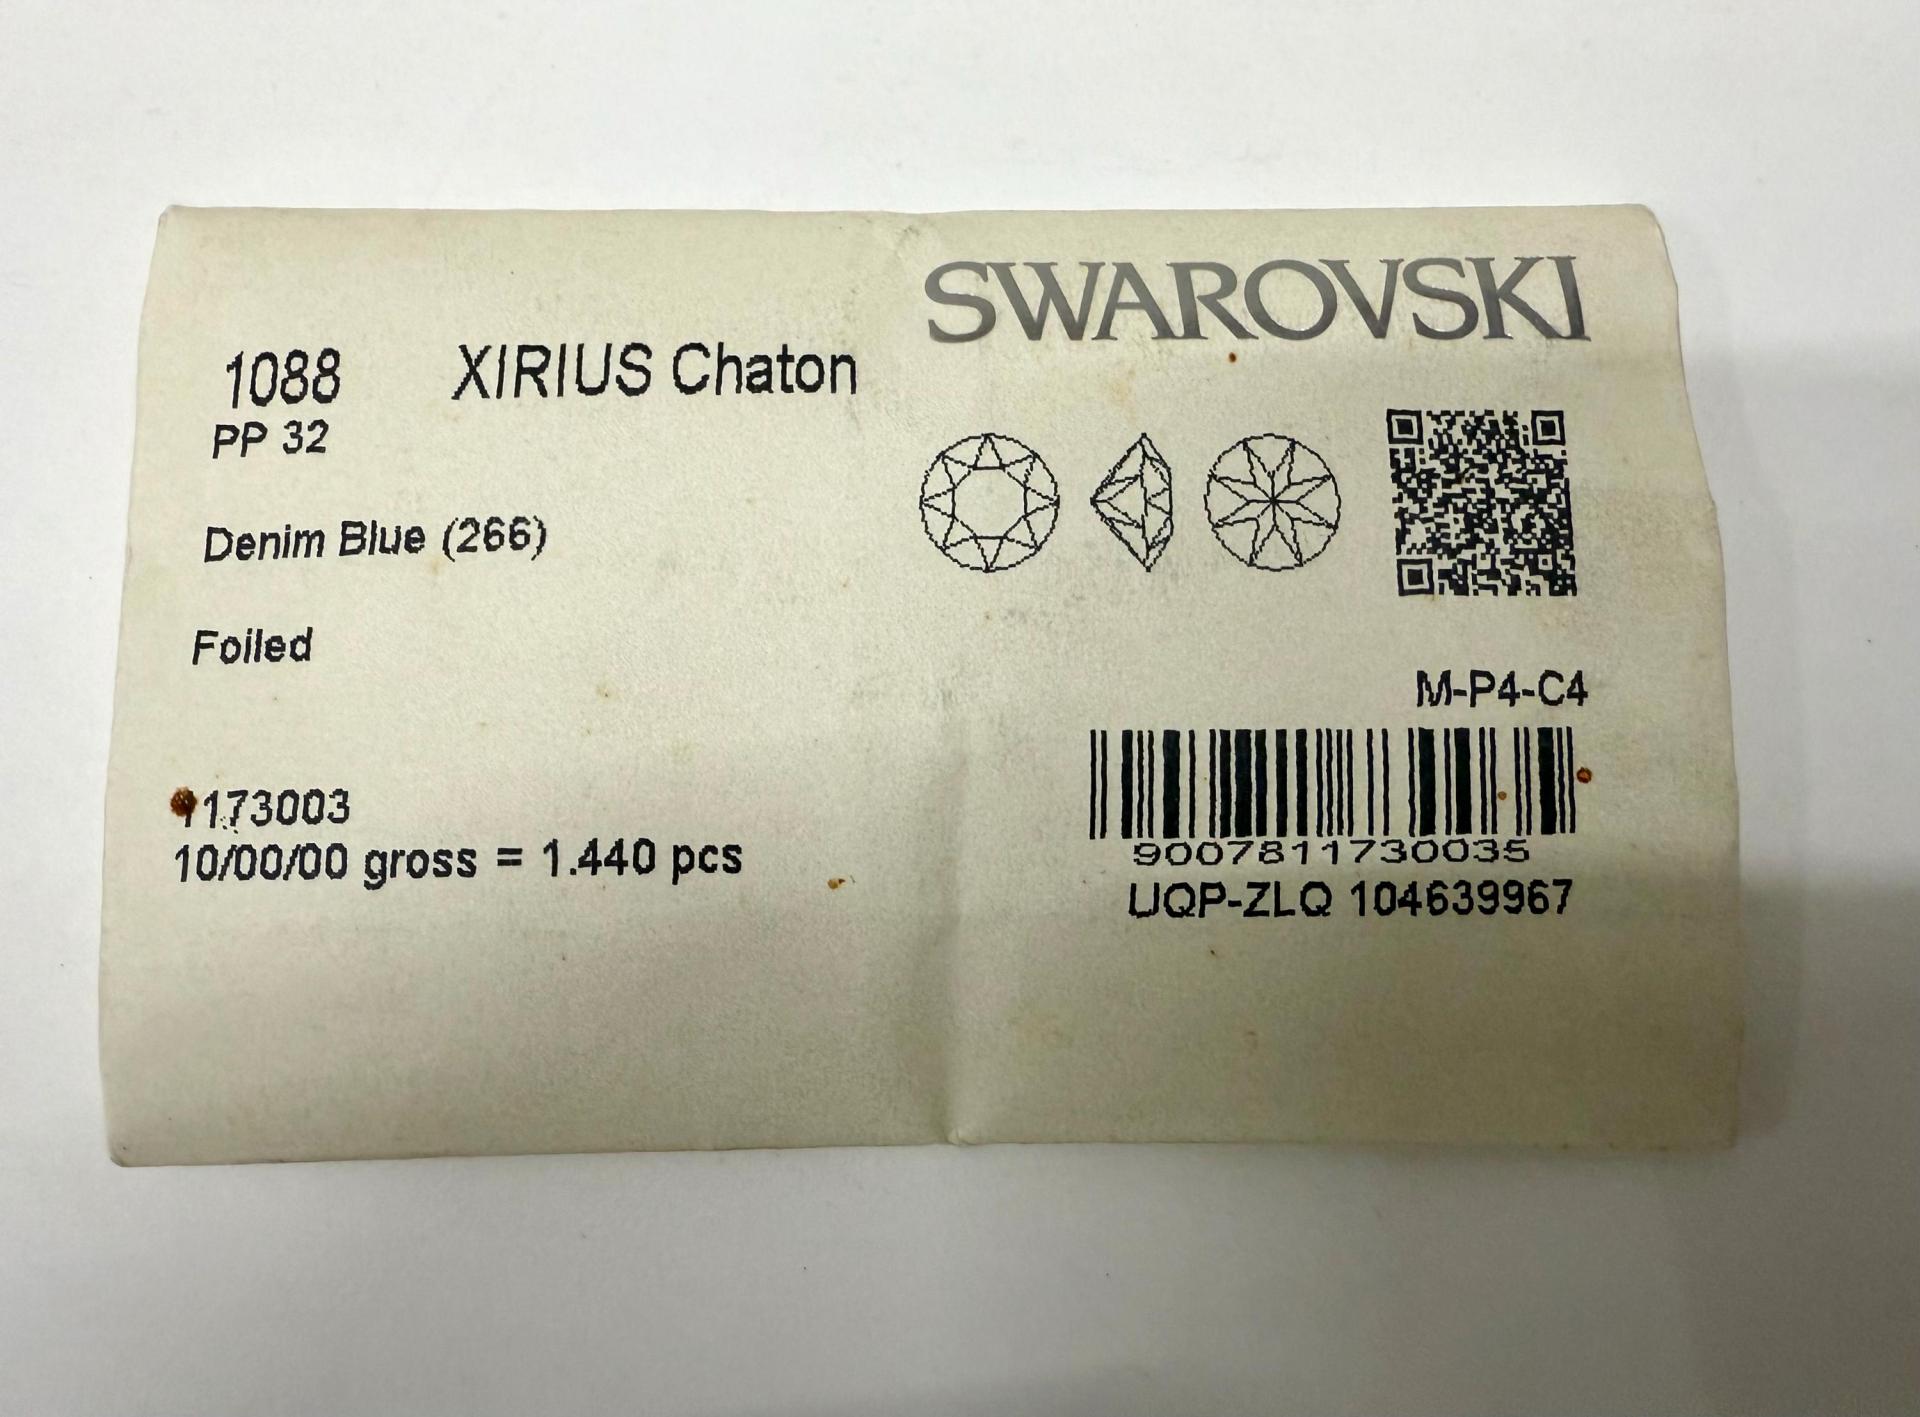 SWAROVSKI
1088 XIRIUS Chaton
PP 32
Denim Blue (266)
Foiled
M-P4-C4
1173003
10/00/00 gross = 1.440 pcs
9007811730035
UQP-ZLQ 104639967